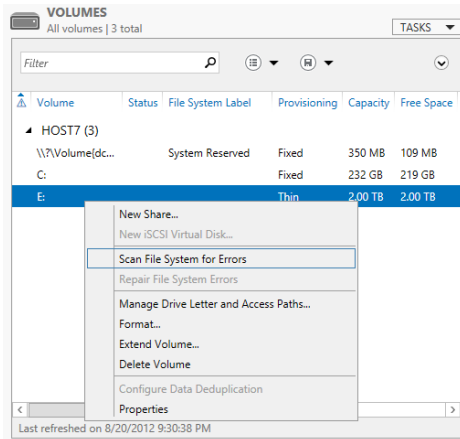 VOLUMES
All volumes | 3 total
TASKS
Filter
Volume Status File System Label Provisioning Capacity Free Space
HOST7 (3)
\\?\Volume{dc... System Reserved Fixed 350 MB 109 MB
C: Fixed 232 GB 219 GB
E: Thin 2.00 TB 2.00 TB
New Share...
New iSCSI Virtual Disk...
Scan File System for Errors
Repair File System Errors
Manage Drive Letter and Access Paths...
Format...
Extend Volume...
Delete Volume
Configure Data Deduplication
Properties
Last refreshed on 8/20/2012 9:30:38 PM